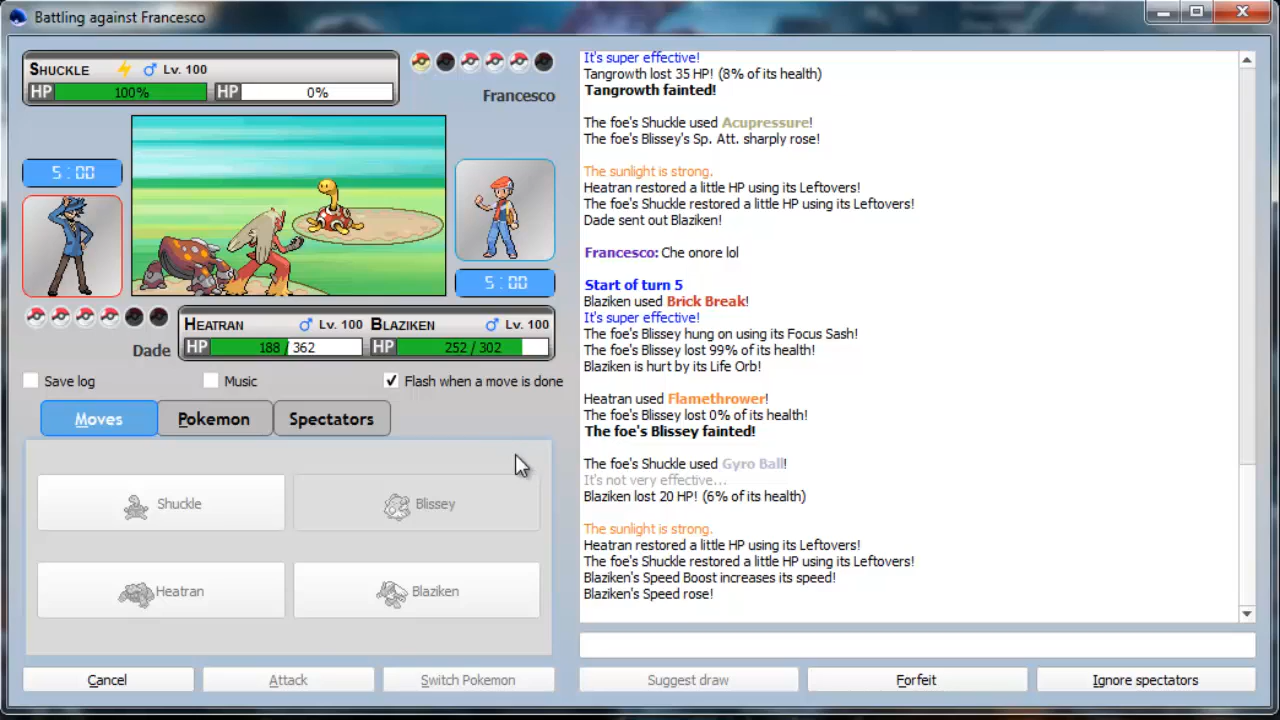 Battling against Francesco
SHUCKLE ♂ Lv. 100
HP 100% HP 0%
Francesco
5:00
5:00
HEATRAN ♂ Lv. 100 BLAZIKEN ♂ Lv. 100
HP 188 / 362 HP 252 / 302
Dade
Save log Music Flash when a move is done
Moves Pokemon Spectators
Shuckle Blissey
Heatran Blaziken
Cancel Attack Switch Pokemon
It's super effective!
Tangrowth lost 35 HP! (8% of its health)
Tangrowth fainted!
The foe's Shuckle used Acupressure!
The foe's Blissey's Sp. Att. sharply rose!
The sunlight is strong.
Heatran restored a little HP using its Leftovers!
The foe's Shuckle restored a little HP using its Leftovers!
Dade sent out Blaziken!
Francesco: Che onore lol
Start of turn 5
Blaziken used Brick Break!
It's super effective!
The foe's Blissey hung on using its Focus Sash!
The foe's Blissey lost 99% of its health!
Blaziken is hurt by its Life Orb!
Heatran used Flamethrower!
The foe's Blissey lost 0% of its health!
The foe's Blissey fainted!
The foe's Shuckle used Gyro Ball!
It's not very effective...
Blaziken lost 20 HP! (6% of its health)
The sunlight is strong.
Heatran restored a little HP using its Leftovers!
The foe's Shuckle restored a little HP using its Leftovers!
Blaziken's Speed Boost increases its speed!
Blaziken's Speed rose!
Suggest draw Forfeit Ignore spectators